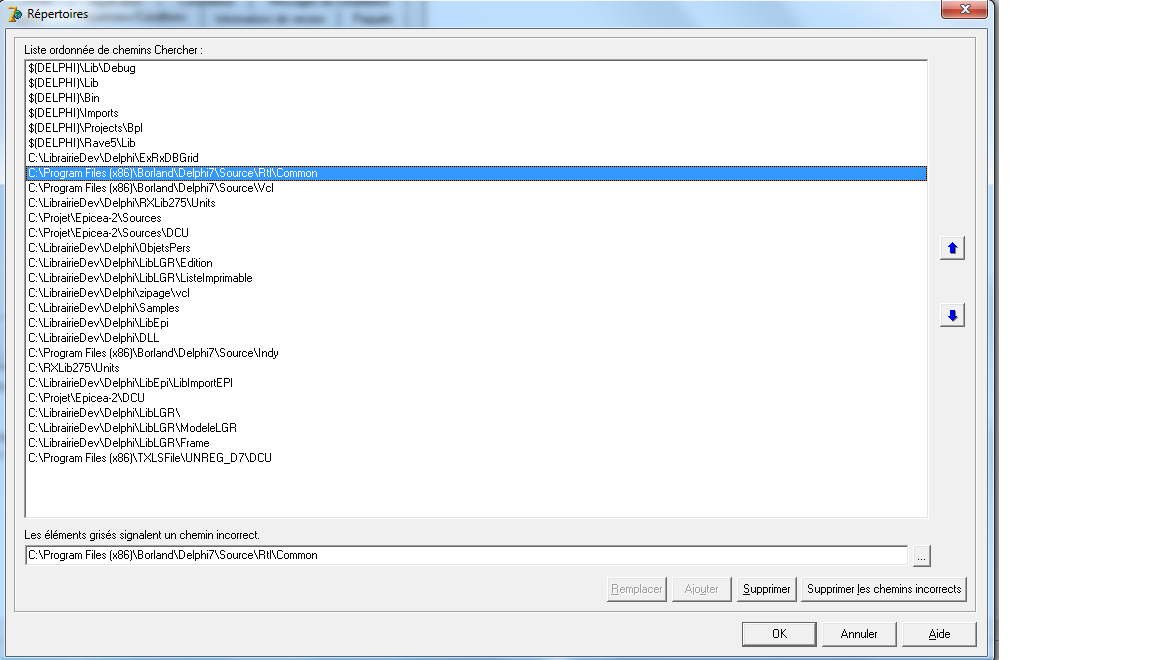 Informations de version
Paquets
Répertoires
Liste ordonnée de chemins Chercher :
$(DELPHI)\Lib\Debug
$(DELPHI)\Lib
$(DELPHI)\Bin
$(DELPHI)\Imports
$(DELPHI)\Projects\Bpl
$(DELPHI)\Rave5\Lib
C:\LibrairieDev\Delphi\ExRxDBGrid
C:\Program Files (x86)\Borland\Delphi7\Source\Rtl\Common
C:\Program Files (x86)\Borland\Delphi7\Source\Vcl
C:\LibrairieDev\Delphi\RXLib275\Units
C:\Projet\Epicea-2\Sources
C:\Projet\Epicea-2\Sources\DCU
C:\LibrairieDev\Delphi\ObjetsPers
C:\LibrairieDev\Delphi\LibLGR\Edition
C:\LibrairieDev\Delphi\LibLGR\ListeImprimable
C:\LibrairieDev\Delphi\zipage\vcl
C:\LibrairieDev\Delphi\Samples
C:\LibrairieDev\Delphi\LibEpi
C:\LibrairieDev\Delphi\DLL
C:\Program Files (x86)\Borland\Delphi7\Source\Indy
C:\RXLib275\Units
C:\LibrairieDev\Delphi\LibEpi\LibImportEPI
C:\Projet\Epicea-2\DCU
C:\LibrairieDev\Delphi\LibLGR\
C:\LibrairieDev\Delphi\LibLGR\ModeleLGR
C:\LibrairieDev\Delphi\LibLGR\Frame
C:\Program Files (x86)\TXLSFile\UNREG_D7\DCU
Les éléments grisés signalent un chemin incorrect.
C:\Program Files (x86)\Borland\Delphi7\Source\Rtl\Common
...
Remplacer
Ajouter
Supprimer
Supprimer les chemins incorrects
OK
Annuler
Aide